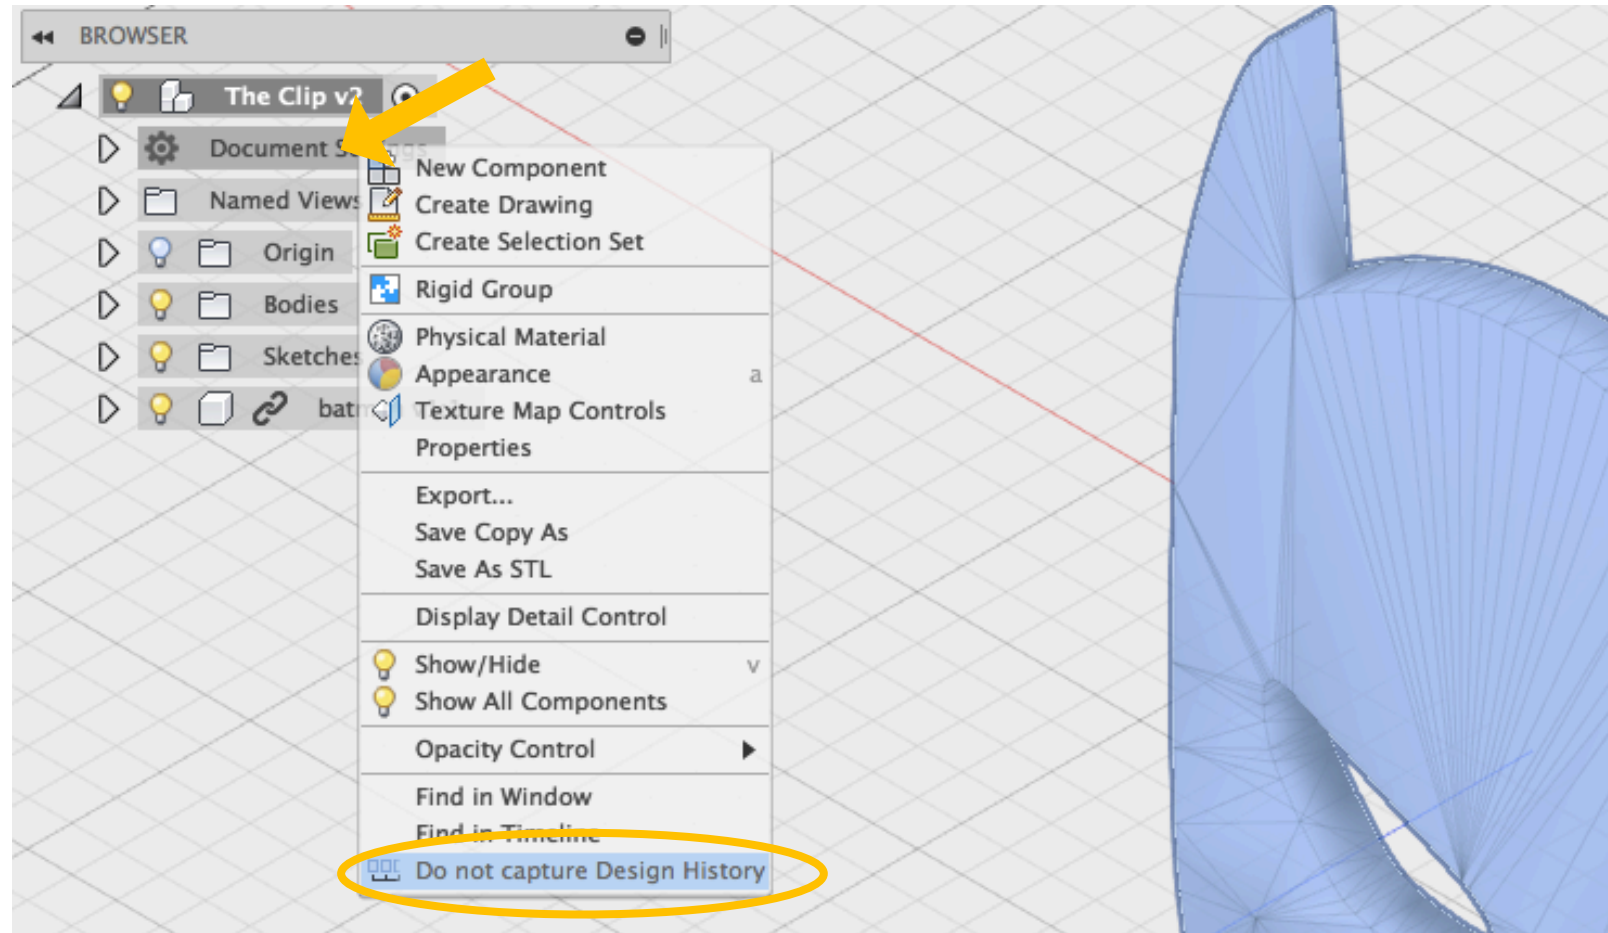 BROWSER
The Clip v2
Document S
Named Views
Origin
Bodies
Sketches
New Component
Create Drawing
Create Selection Set
Rigid Group
Physical Material
Appearance a
Texture Map Controls
Properties
Export...
Save Copy As
Save As STL
Display Detail Control
Show/Hide v
Show All Components
Opacity Control
Find in Window
Find in Timeline
Do not capture Design History